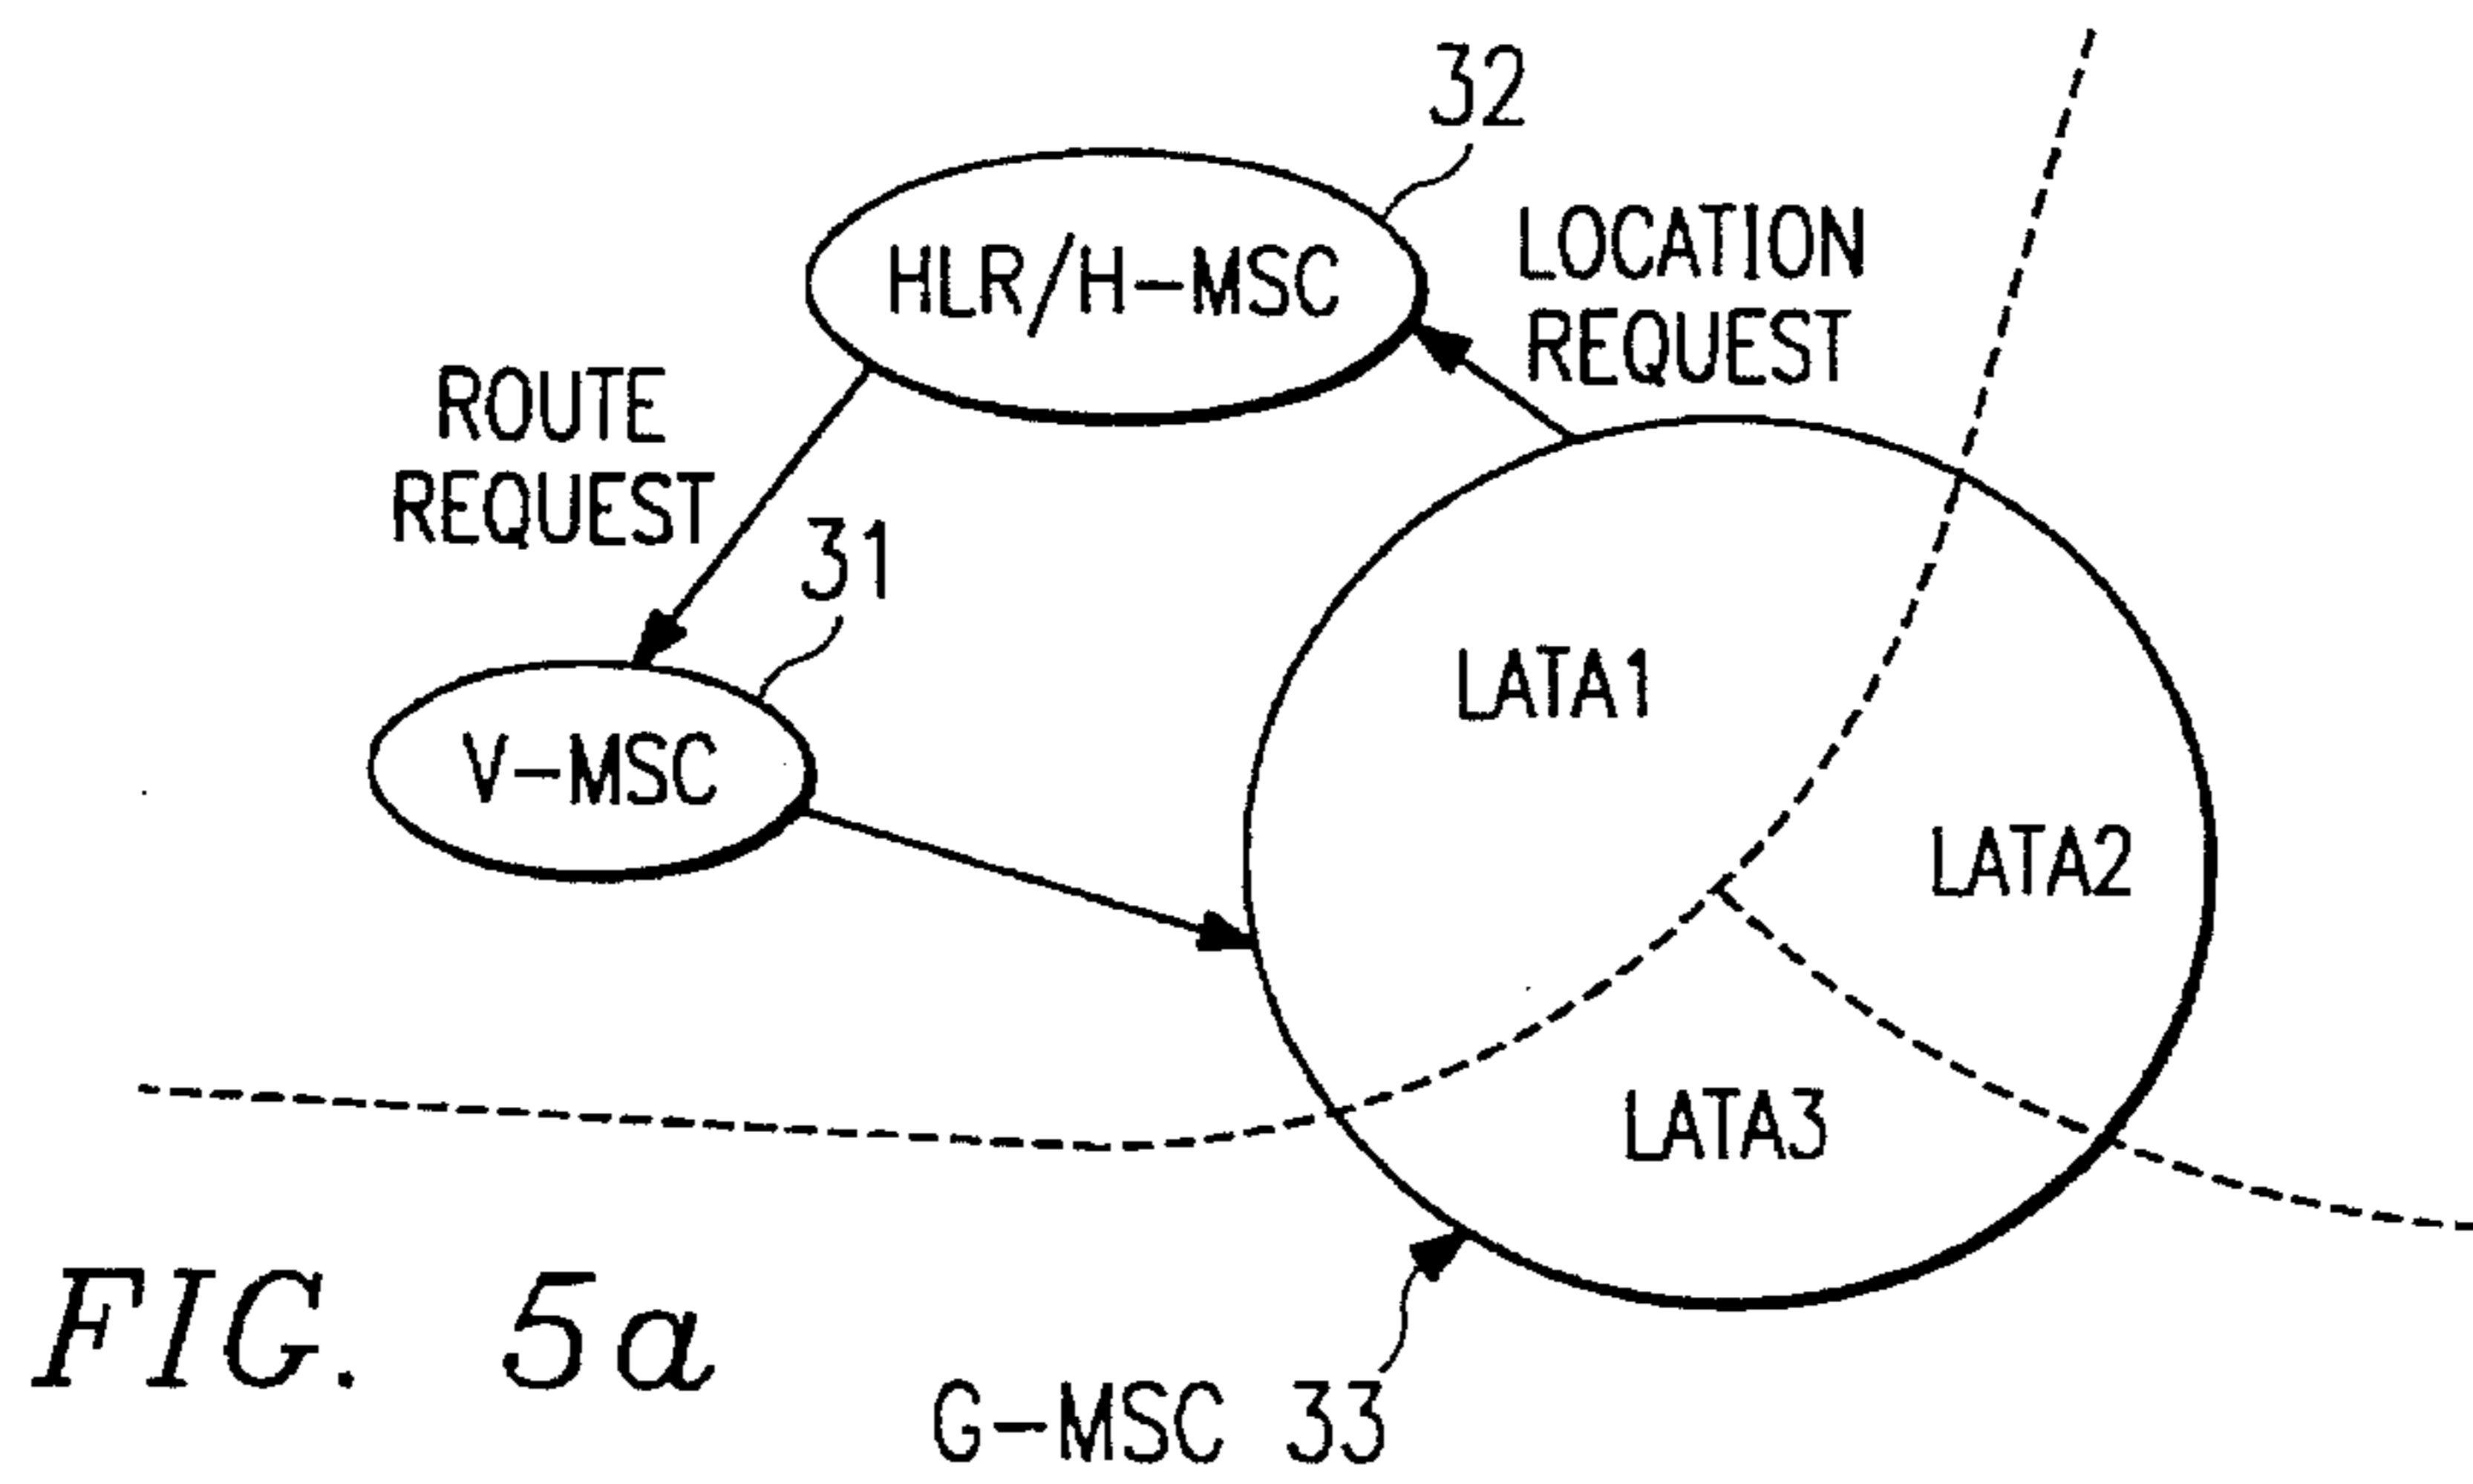 32
HLR/H-MSC
LOCATION
REQUEST
ROUTE
REQUEST
31
V-MSC
LATA1
LATA2
LATA3
FIG. 5a
G-MSC 33